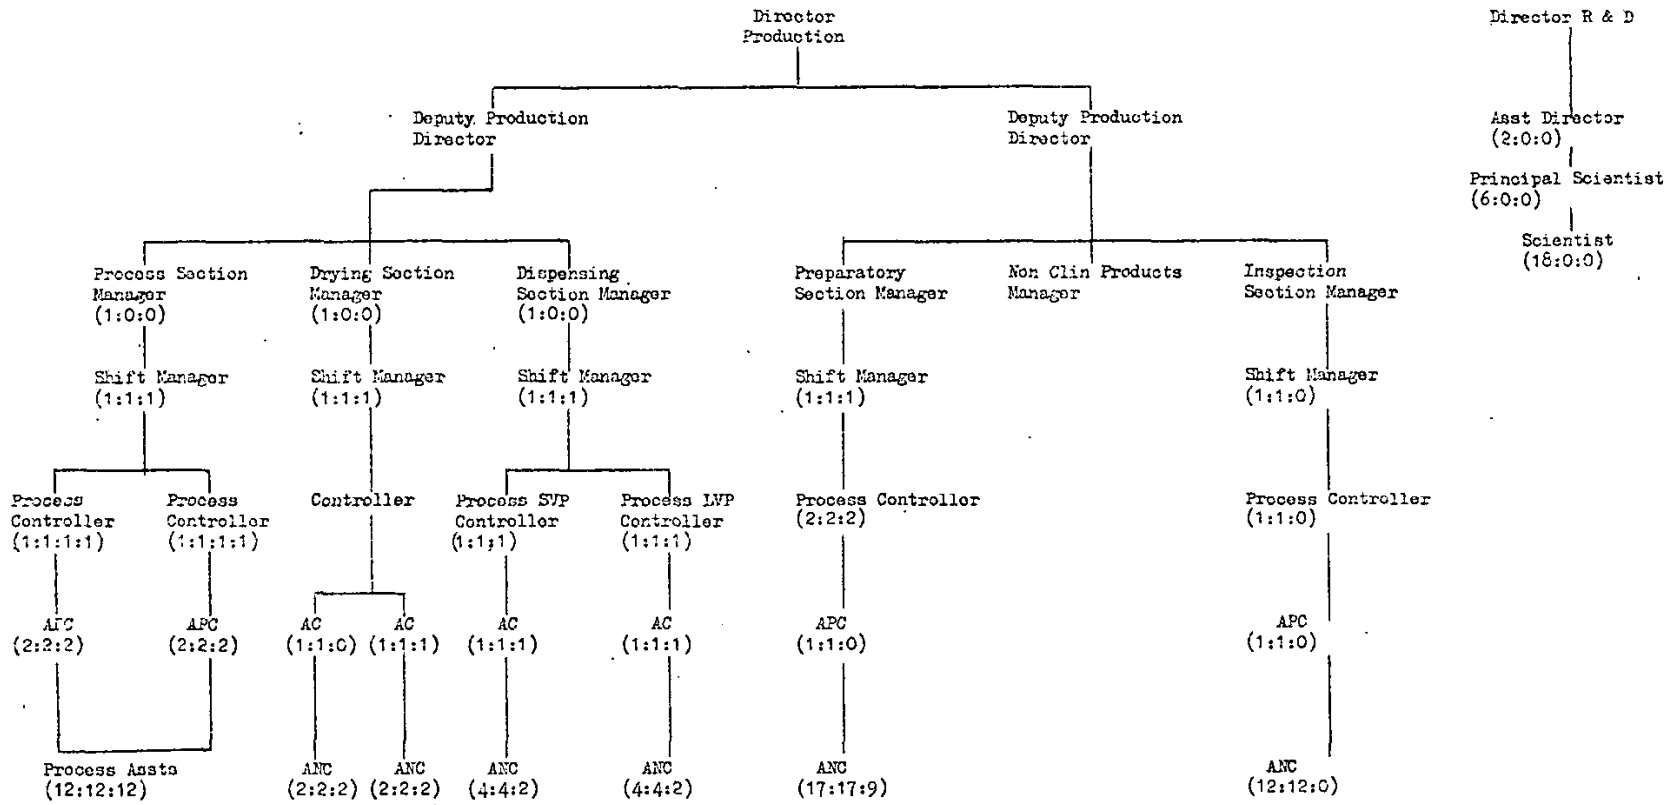 Director
Production
Director R & D
Deputy Production
Director
Deputy Production
Director
Asst Director
(2:0:0)
Principal Scientist
(6:0:0)
Scientist
(18:0:0)
Process Section
Manager
(1:0:0)
Drying Section
Manager
(1:0:0)
Dispensing
Section Manager
(1:0:0)
Preparatory
Section Manager
Non Clin Products
Manager
Inspection
Section Manager
Shift Manager
(1:1:1)
Shift Manager
(1:1:1)
Shift Manager
(1:1:1)
Shift Manager
(1:1:1)
Shift Manager
(1:1:0)
Process
Controller
(1:1:1:1)
Process
Controller
(1:1:1:1)
Controller
Process SVP
Controller
(1:1:1)
Process LVP
Controller
(1:1:1)
Process Controller
(2:2:2)
Process Controller
(1:1:0)
APC
(2:2:2)
APC
(2:2:2)
AC
(1:1:0)
AC
(1:1:1)
AC
(1:1:1)
AC
(1:1:1)
APC
(1:1:0)
APC
(1:1:0)
Process Assts
(12:12:12)
ANC
(2:2:2)
ANC
(2:2:2)
ANC
(4:4:2)
ANC
(4:4:2)
ANC
(17:17:9)
ANC
(12:12:0)